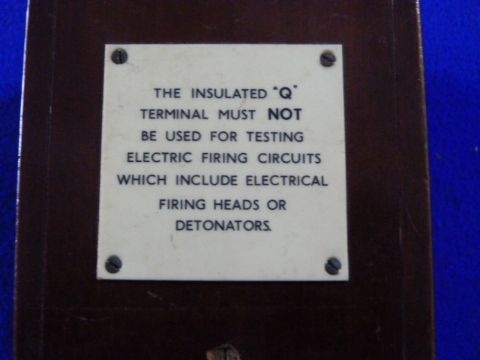 THE INSULATED "Q"
TERMINAL MUST NOT
BE USED FOR TESTING
ELECTRIC FIRING CIRCUITS
WHICH INCLUDE ELECTRICAL
FIRING HEADS OR
DETONATORS.